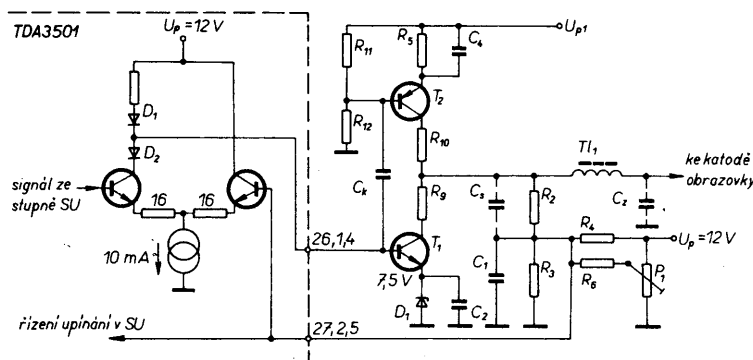 TDA3501
Up = 12 V
D1
D2
signál ze
stupně SU
16
16
10 mA
řízení upínání v SU
26,1,4
27,2,5
R11
R12
Ck
R5
C4
Up1
T2
R10
R9
T1
7,5 V
D1
C2
Cs
C1
R2
R3
Tl1
ke katodě
obrazovky
Cz
R4
Up = 12 V
R6
P1